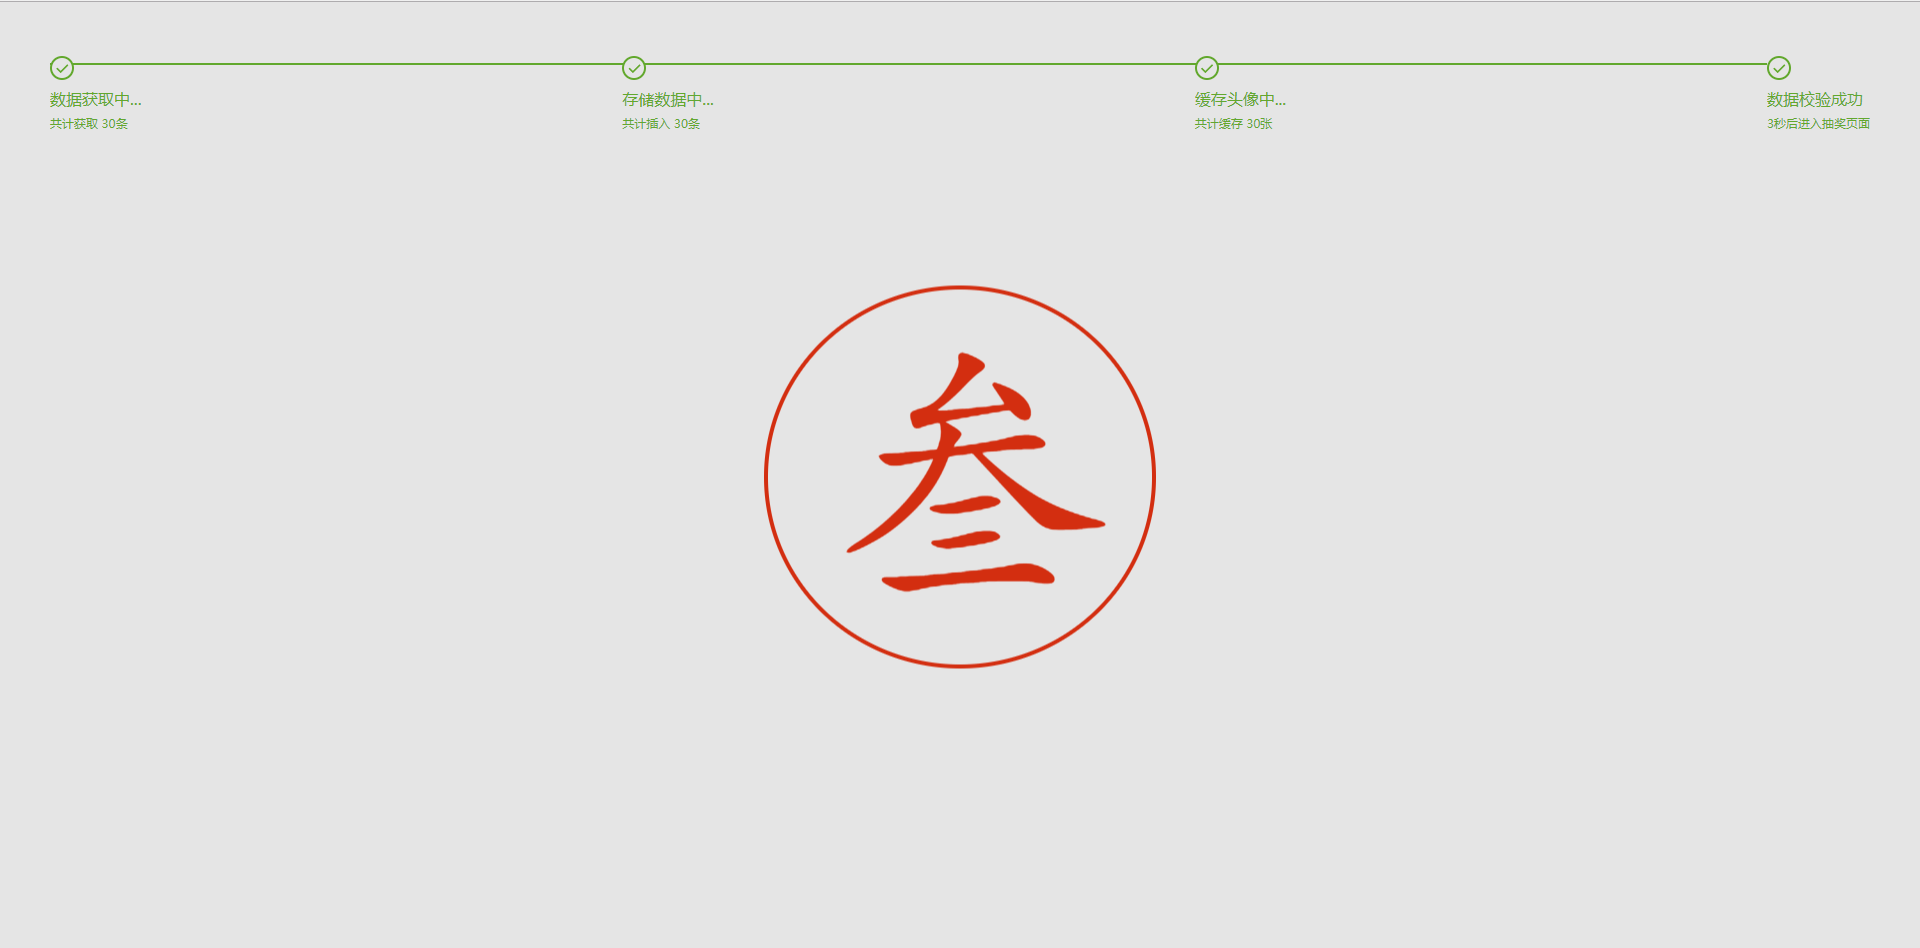 数据获取中...
共计获取 30条
存储数据中...
共计插入 30条
缓存头像中...
共计缓存 30张
数据校验成功
3秒后进入抽奖页面
叁